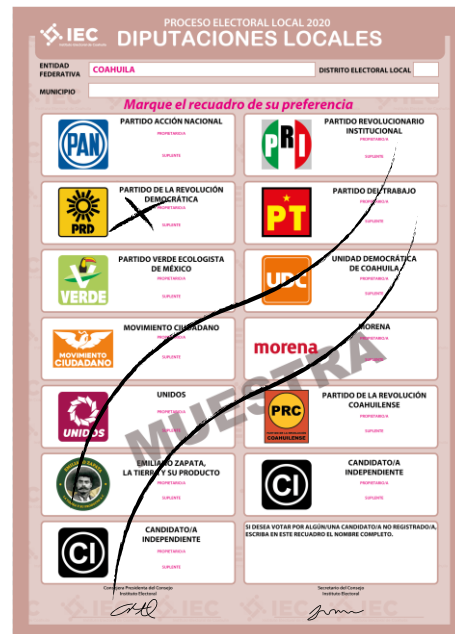 PROCESO ELECTORAL LOCAL 2020
IEC
DIPUTACIONES LOCALES
ENTIDAD FEDERATIVA
COAHUILA
DISTRITO ELECTORAL LOCAL
MUNICIPIO
Marque el recuadro de su preferencia
PAN
PARTIDO ACCIÓN NACIONAL
PROPIETARIO/A
SUPLENTE
PRI
PARTIDO REVOLUCIONARIO
INSTITUCIONAL
PROPIETARIO/A
SUPLENTE
PRD
PARTIDO DE LA REVOLUCIÓN
DEMOCRÁTICA
PROPIETARIO/A
SUPLENTE
PT
PARTIDO DEL TRABAJO
PROPIETARIO/A
SUPLENTE
VERDE
PARTIDO VERDE ECOLOGISTA
DE MÉXICO
PROPIETARIO/A
SUPLENTE
UDC
UNIDAD DEMOCRÁTICA
DE COAHUILA
PROPIETARIO/A
SUPLENTE
MOVIMIENTO
CIUDADANO
MOVIMIENTO CIUDADANO
PROPIETARIO/A
SUPLENTE
morena
MORENA
PROPIETARIO/A
SUPLENTE
UNIDOS
UNIDOS
PROPIETARIO/A
SUPLENTE
PRC
COAHUILENSE
PARTIDO DE LA REVOLUCIÓN
COAHUILENSE
PROPIETARIO/A
SUPLENTE
MUESTRA
EMILIANO ZAPATA
EMILIANO ZAPATA,
LA TIERRA Y SU PRODUCTO
PROPIETARIO/A
SUPLENTE
CI
CANDIDATO/A
INDEPENDIENTE
PROPIETARIO/A
SUPLENTE
CI
CANDIDATO/A
INDEPENDIENTE
PROPIETARIO/A
SUPLENTE
SI DESEA VOTAR POR ALGÚN/UNA CANDIDATO/A NO REGISTRADO/A,
ESCRIBA EN ESTE RECUADRO EL NOMBRE COMPLETO.
Consejera Presidenta del Consejo
Instituto Electoral
Secretario del Consejo
Instituto Electoral